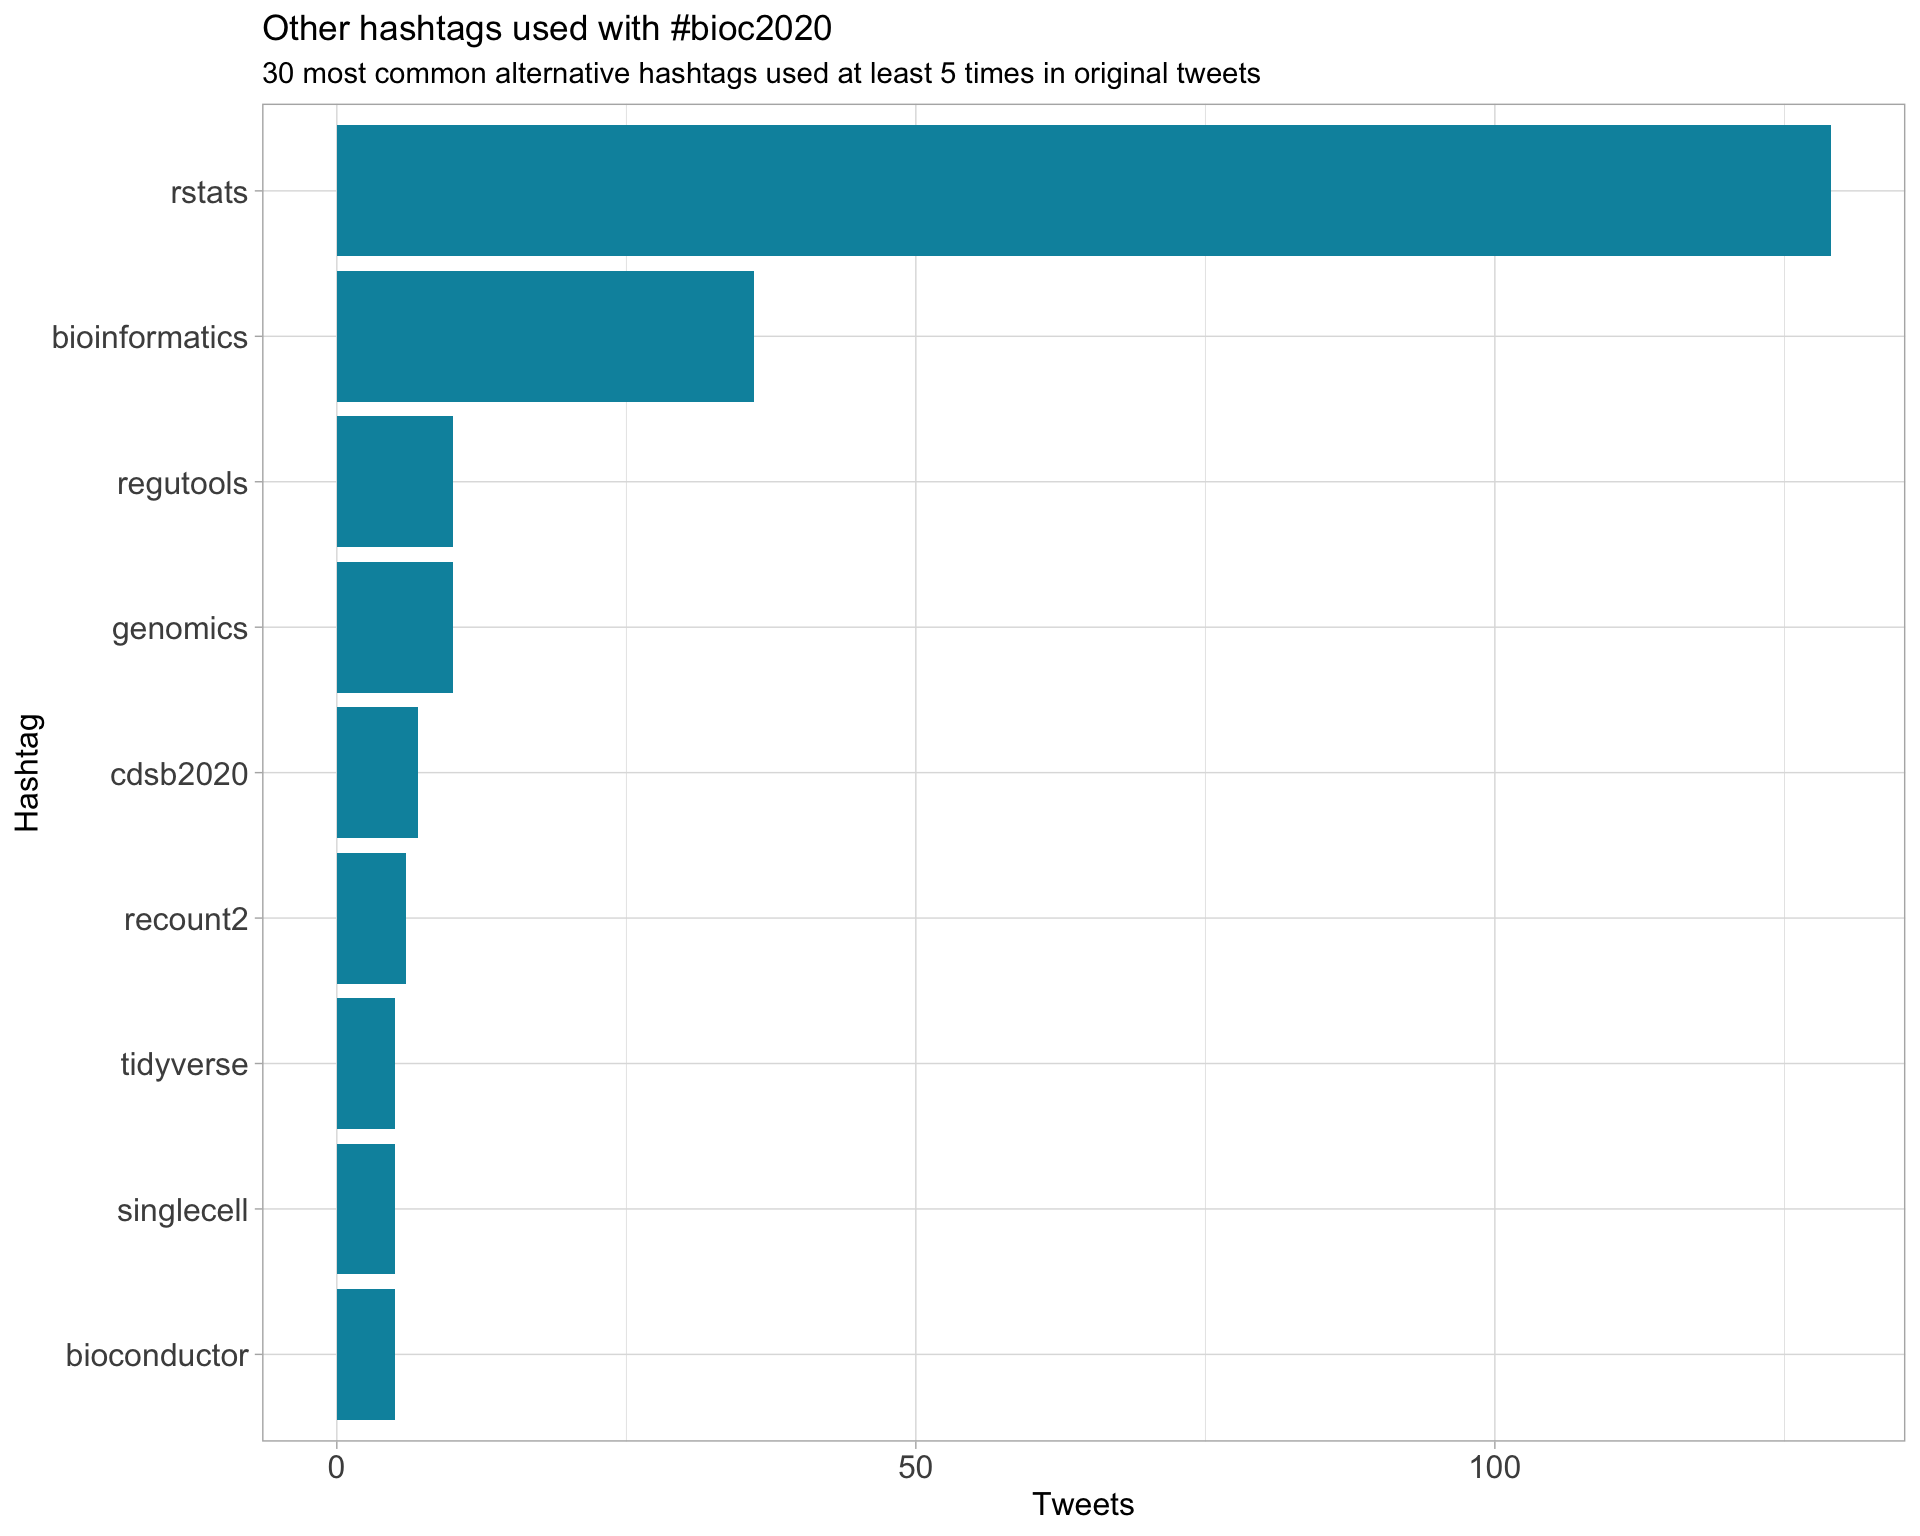 Other hashtags used with #bioc2020
30 most common alternative hashtags used at least 5 times in original tweets
Hashtag
rstats
bioinformatics
regutools
genomics
cdsb2020
recount2
tidyverse
singlecell
bioconductor
0 50 100
Tweets